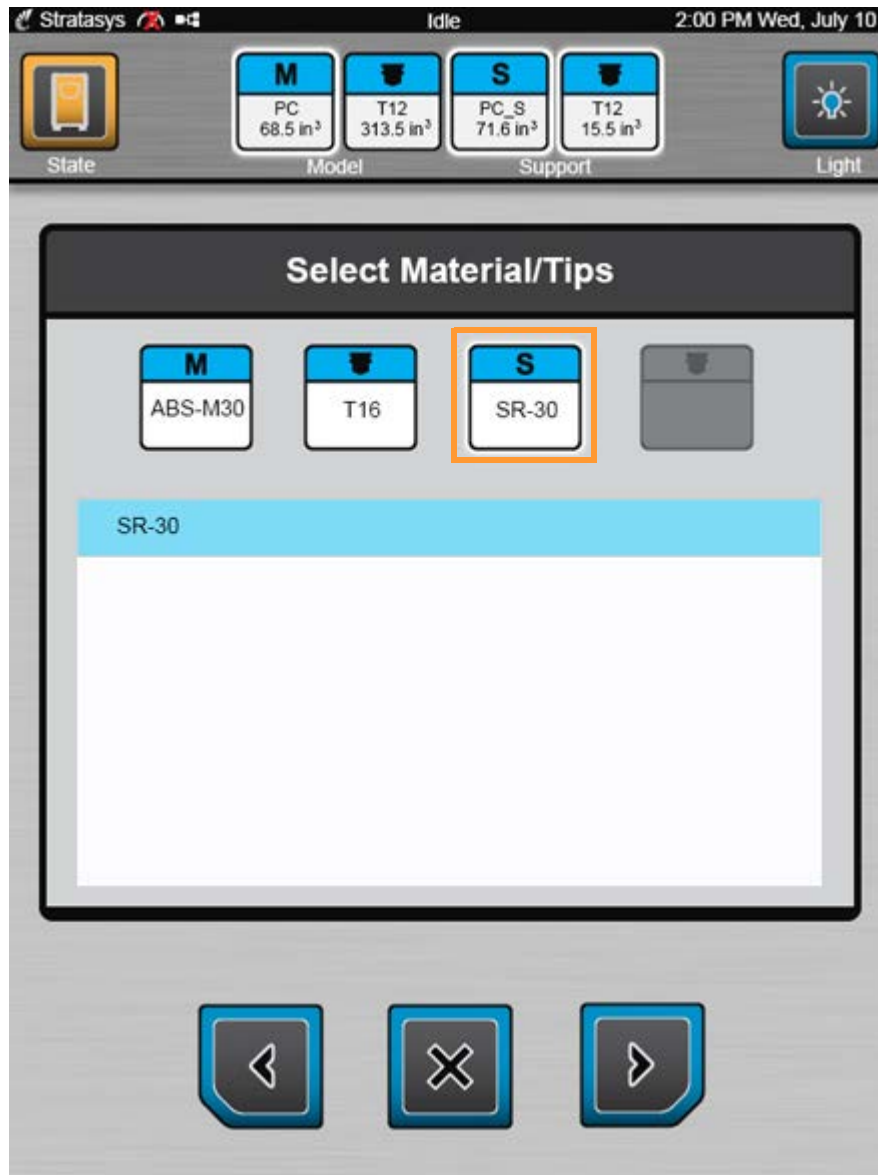 Stratasys Idle 2:00 PM Wed, July 10
M S
PC T12 PC_S T12
68.5 in³ 313.5 in³ 71.6 in³ 15.5 in³
State Model Support Light
Select Material/Tips
M S
ABS-M30 T16 SR-30
SR-30